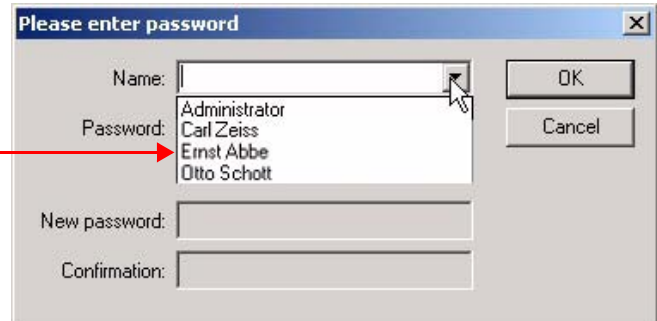 Please enter password
Name:
OK
Administrator
Password:
Carl Zeiss
Cancel
Ernst Abbe
Otto Schott
New password:
Confirmation: